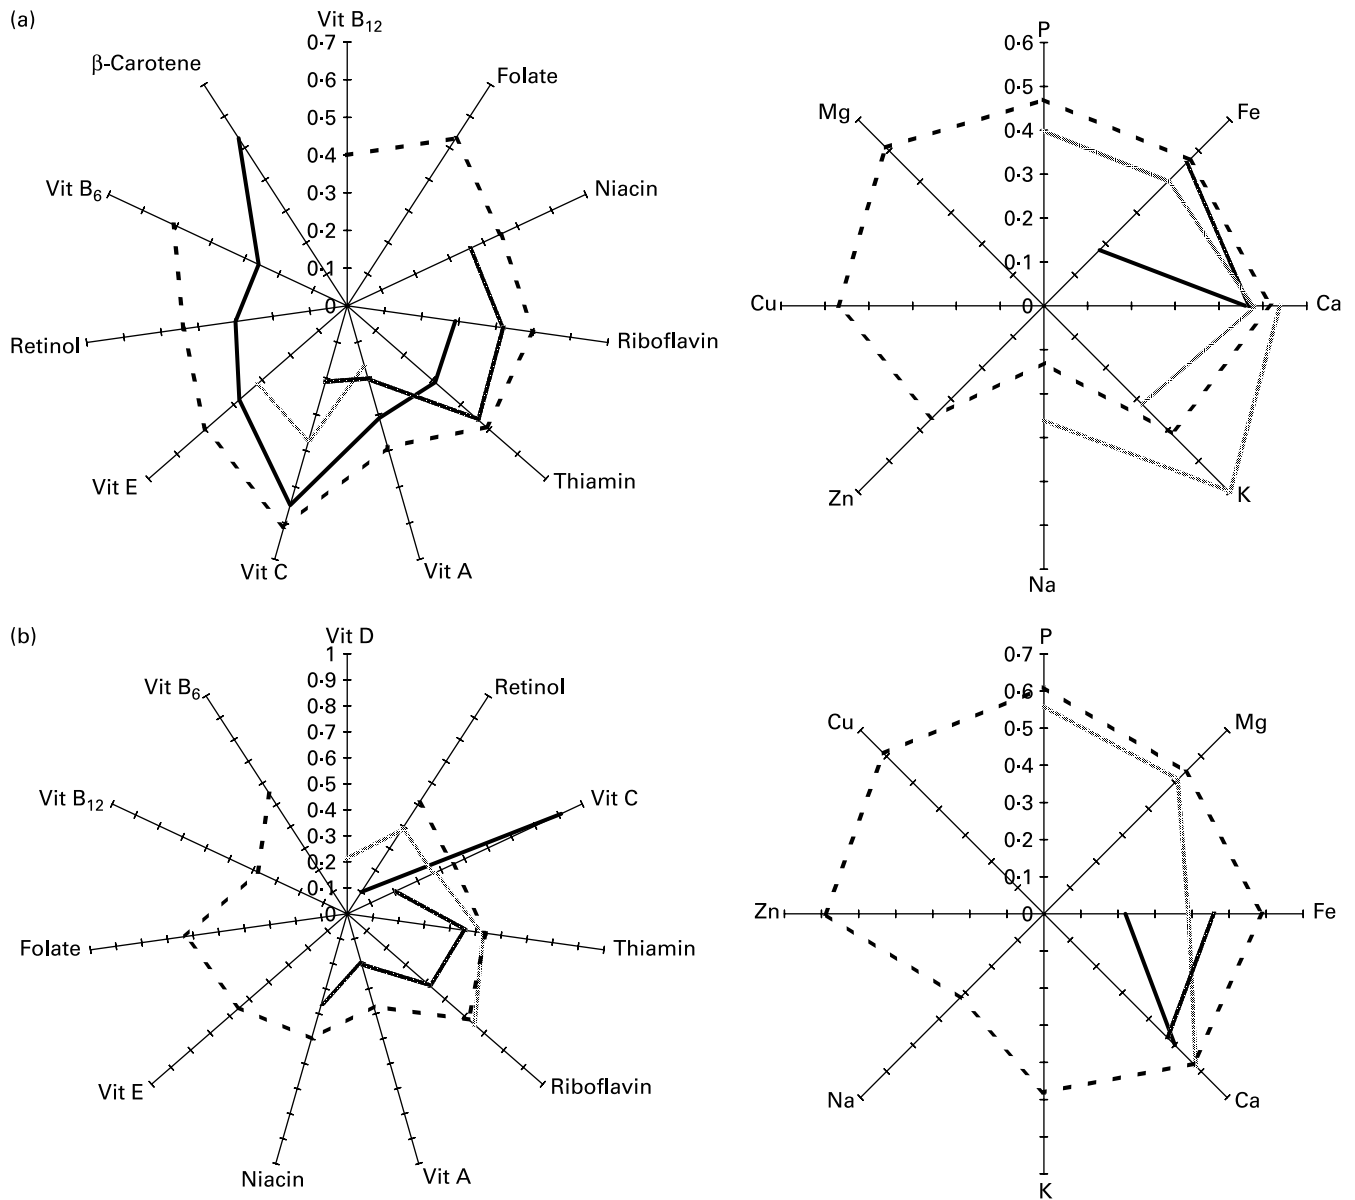 (a)
Vit B12
0·7
0·6
0·5
0·4
0·3
0·2
0·1
0
Folate
Niacin
Riboflavin
Thiamin
Vit A
Vit C
Vit E
Retinol
Vit B6
β-Carotene
P
0·6
0·5
0·4
0·3
0·2
0·1
0
Fe
Ca
K
Na
Zn
Cu
Mg
(b)
Vit D
1
0·9
0·8
0·7
0·6
0·5
0·4
0·3
0·2
0·1
0
Retinol
Vit C
Thiamin
Riboflavin
Vit A
Niacin
Vit E
Folate
Vit B12
Vit B6
P
0·7
0·6
0·5
0·4
0·3
0·2
0·1
0
Mg
Fe
Ca
K
Na
Zn
Cu